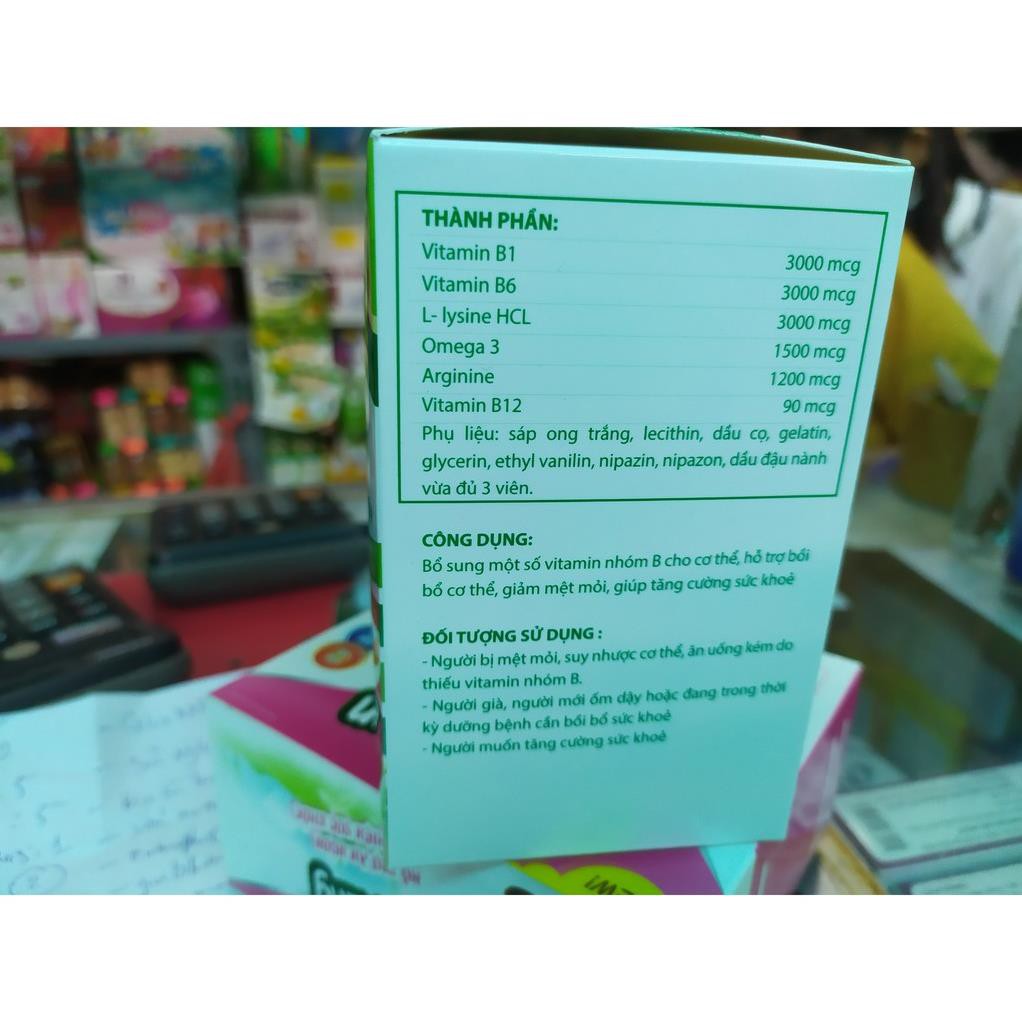 THÀNH PHẦN:
Vitamin B1 3000 mcg
Vitamin B6 3000 mcg
L- lysine HCL 3000 mcg
Omega 3 1500 mcg
Arginine 1200 mcg
Vitamin B12 90 mcg
Phụ liệu: sáp ong trắng, lecithin, dầu cọ, gelatin,
glycerin, ethyl vanilin, nipazin, nipazon, dầu đậu nành
vừa đủ 3 viên.
CÔNG DỤNG:
Bổ sung một số vitamin nhóm B cho cơ thể, hỗ trợ bồi
bổ cơ thể, giảm mệt mỏi, giúp tăng cường sức khoẻ
ĐỐI TƯỢNG SỬ DỤNG :
- Người bị mệt mỏi, suy nhược cơ thể, ăn uống kém do
thiếu vitamin nhóm B.
- Người già, người mới ốm dậy hoặc đang trong thời
kỳ dưỡng bệnh cần bồi bổ sức khoẻ
- Người muốn tăng cường sức khoẻ